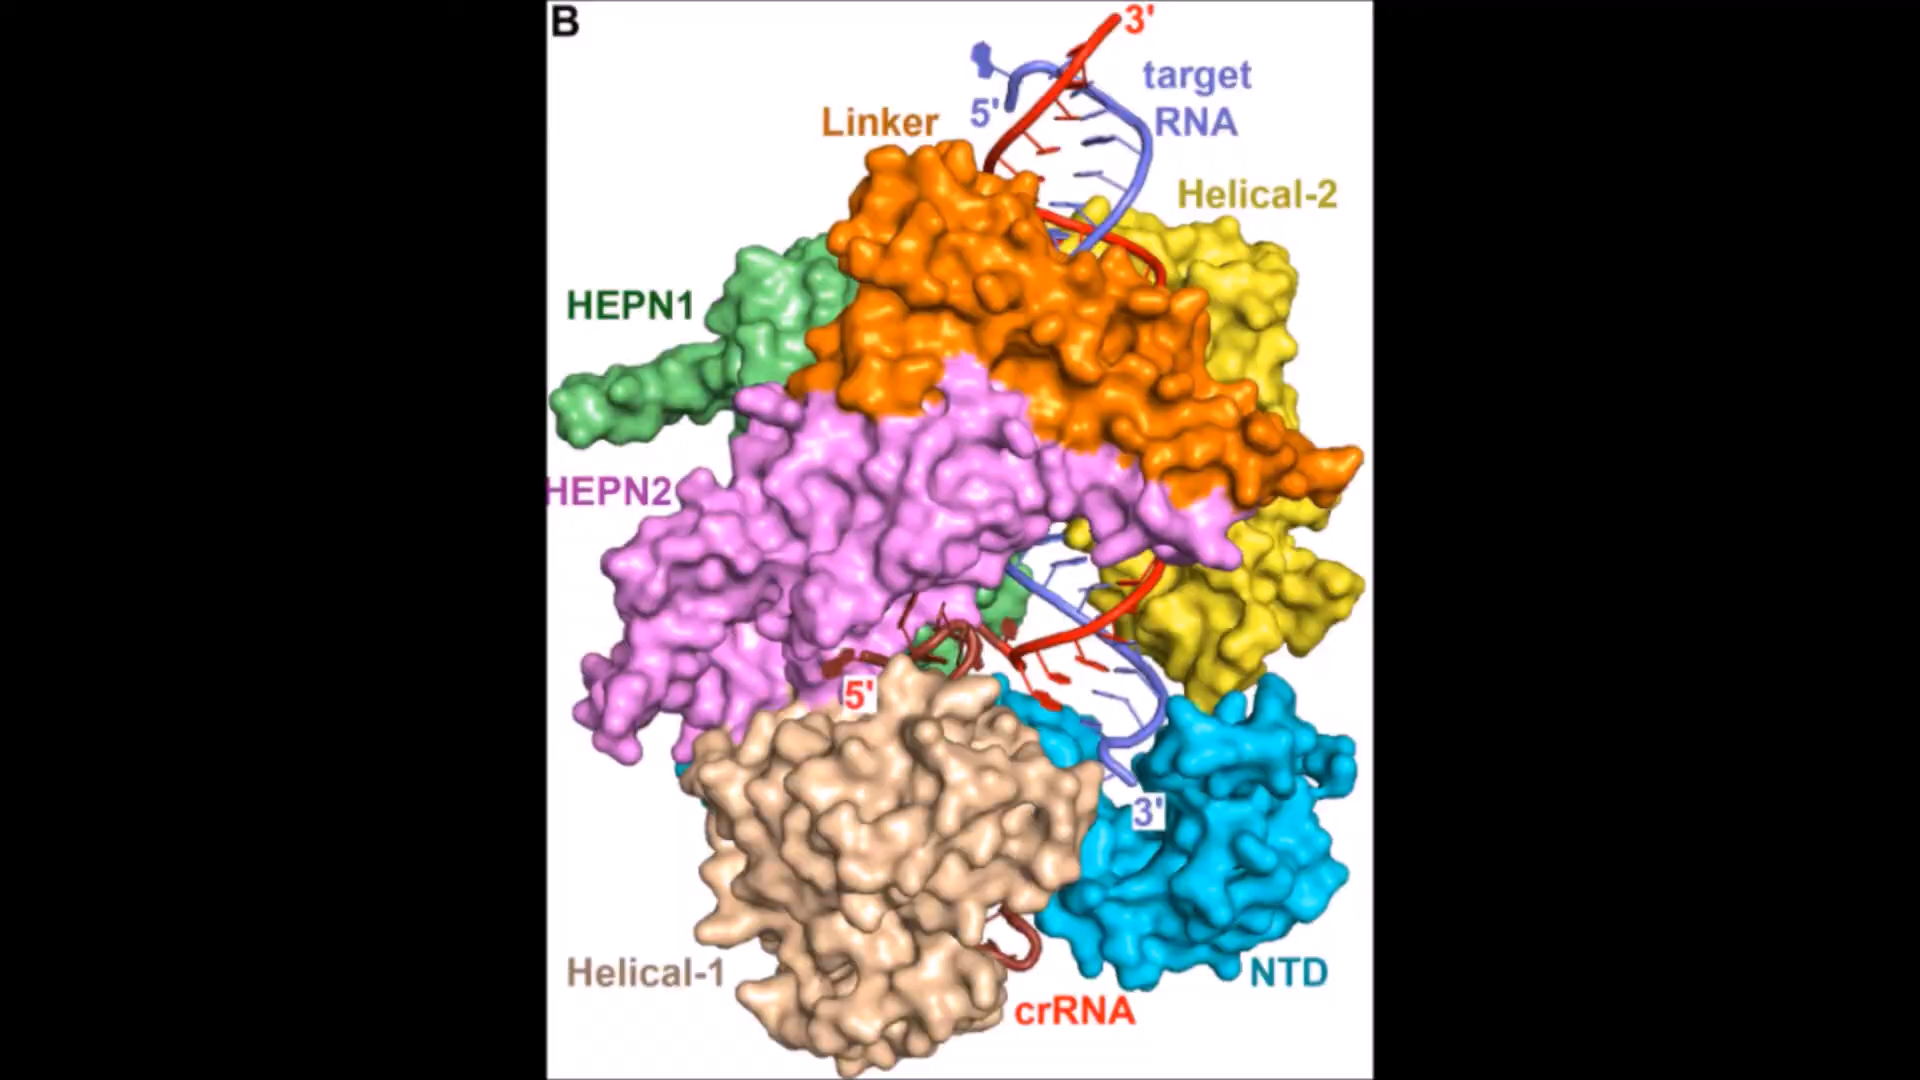 B
3'
target
RNA
5'
Linker
Helical-2
HEPN1
HEPN2
5'
3'
Helical-1
NTD
crRNA